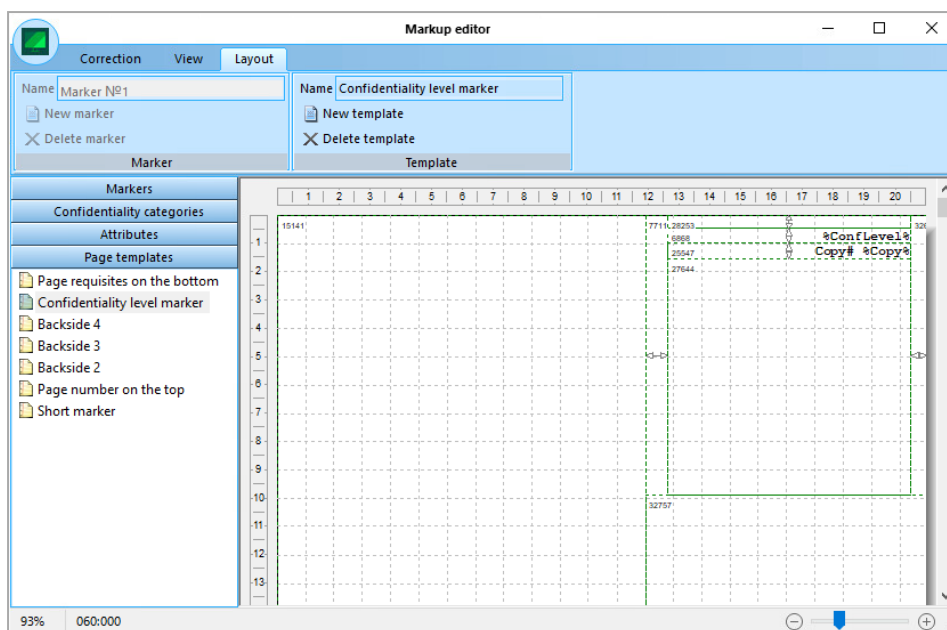 Markup editor
Correction View Layout
Name Marker №1
New marker
Delete marker
Marker
Name Confidentiality level marker
New template
Delete template
Template
Markers
Confidentiality categories
Attributes
Page templates
Page requisites on the bottom
Confidentiality level marker
Backside 4
Backside 3
Backside 2
Page number on the top
Short marker
1 2 3 4 5 6 7 8 9 10 11 12 13 14 15 16 17 18 19 20
1
2
3
4
5
6
7
8
9
10
11
12
13
15141
28253
6868
%ConfLevel%
25547
Copy# %Copy%
27644
32757
93% 060:000